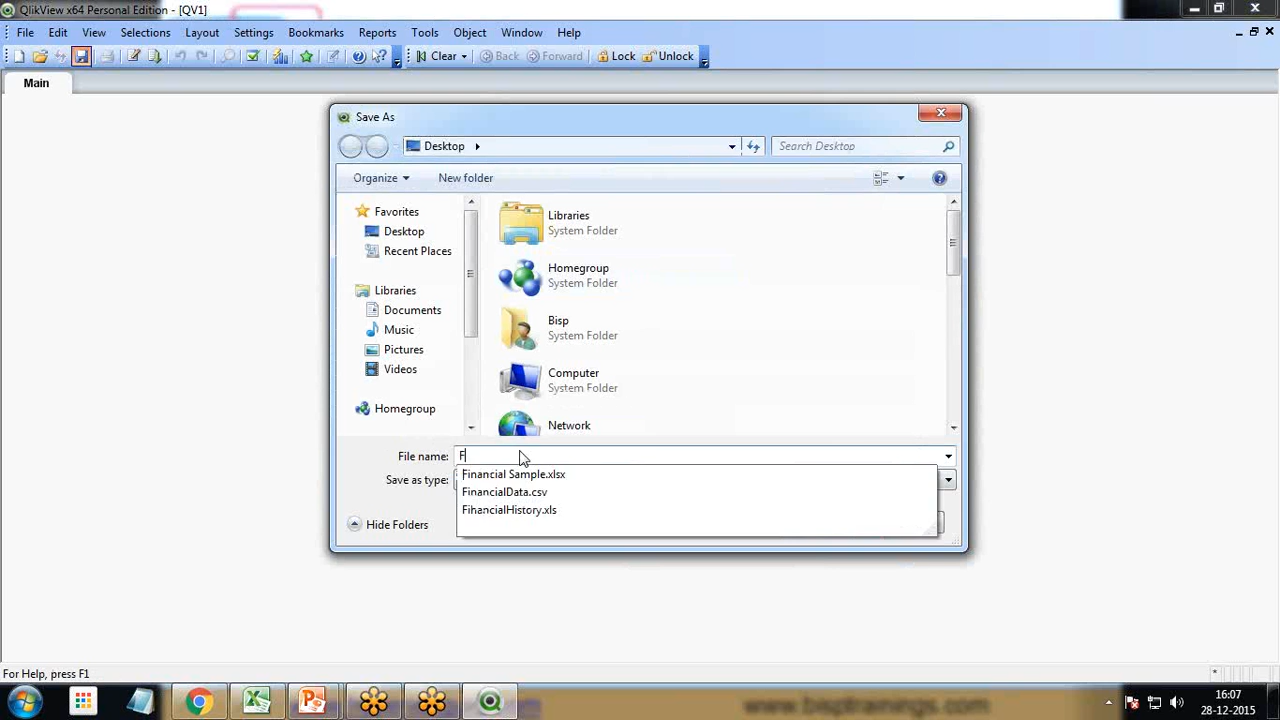 QlikView x64 Personal Edition - [QV1]
File Edit View Selections Layout Settings Bookmarks Reports Tools Object Window Help
Clear Back Forward Lock Unlock
Main
Save As
Desktop
Search Desktop
Organize New folder
Favorites
Desktop
Recent Places
Libraries
Documents
Music
Pictures
Videos
Homegroup
Libraries
System Folder
Homegroup
System Folder
Bisp
System Folder
Computer
System Folder
Network
File name: F
Save as type:
Financial Sample.xlsx
FinancialData.csv
FihancialHistory.xls
Hide Folders
For Help, press F1
www.bisptrainings.com
16:07
28-12-2015